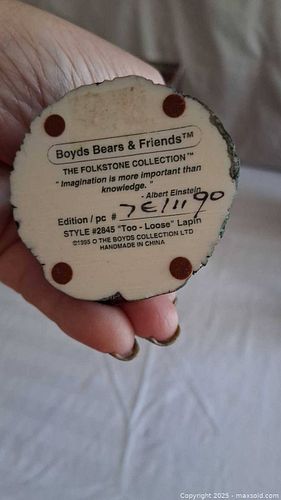 Boyds Bears & Friends™
THE FOLKSTONE COLLECTION™
" Imagination is more important than
knowledge. "
- Albert Einstein
Edition / pc # 7E/1190
STYLE #2845 "Too - Loose" Lapin
©1995 THE BOYDS COLLECTION LTD
HANDMADE IN CHINA
Copyright 2025 - maxsold.com